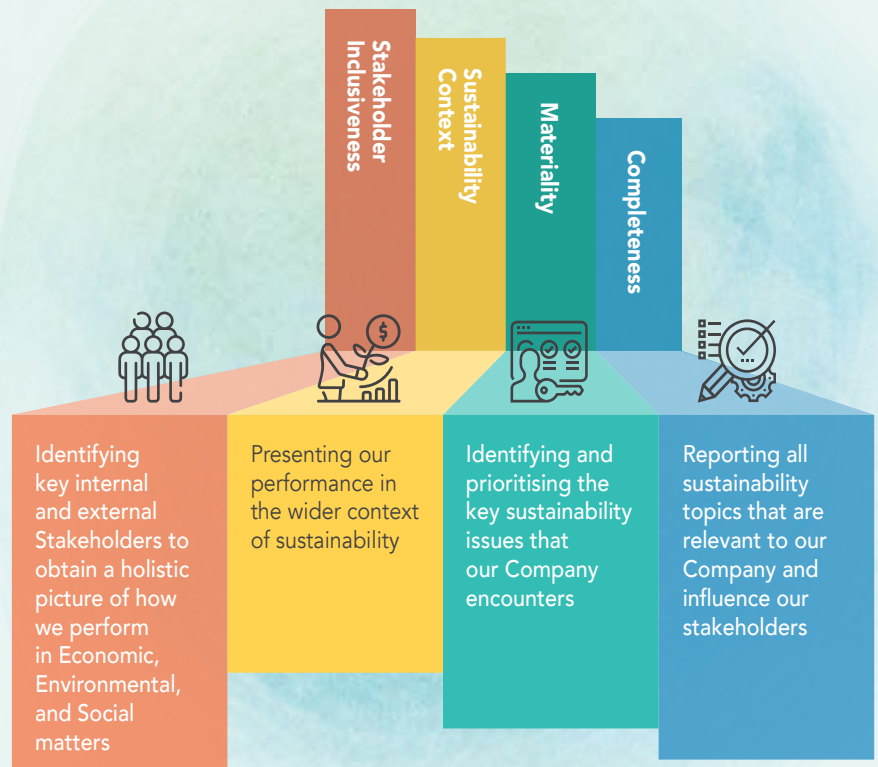 Stakeholder
Inclusiveness
Sustainability
Context
Materiality
Completeness
$
Identifying
key internal
and external
Stakeholders to
obtain a holistic
picture of how
we perform
in Economic,
Environmental,
and Social
matters
Presenting our
performance in
the wider context
of sustainability
Identifying and
prioritising the
key sustainability
issues that
our Company
encounters
Reporting all
sustainability
topics that are
relevant to our
Company and
influence our
stakeholders